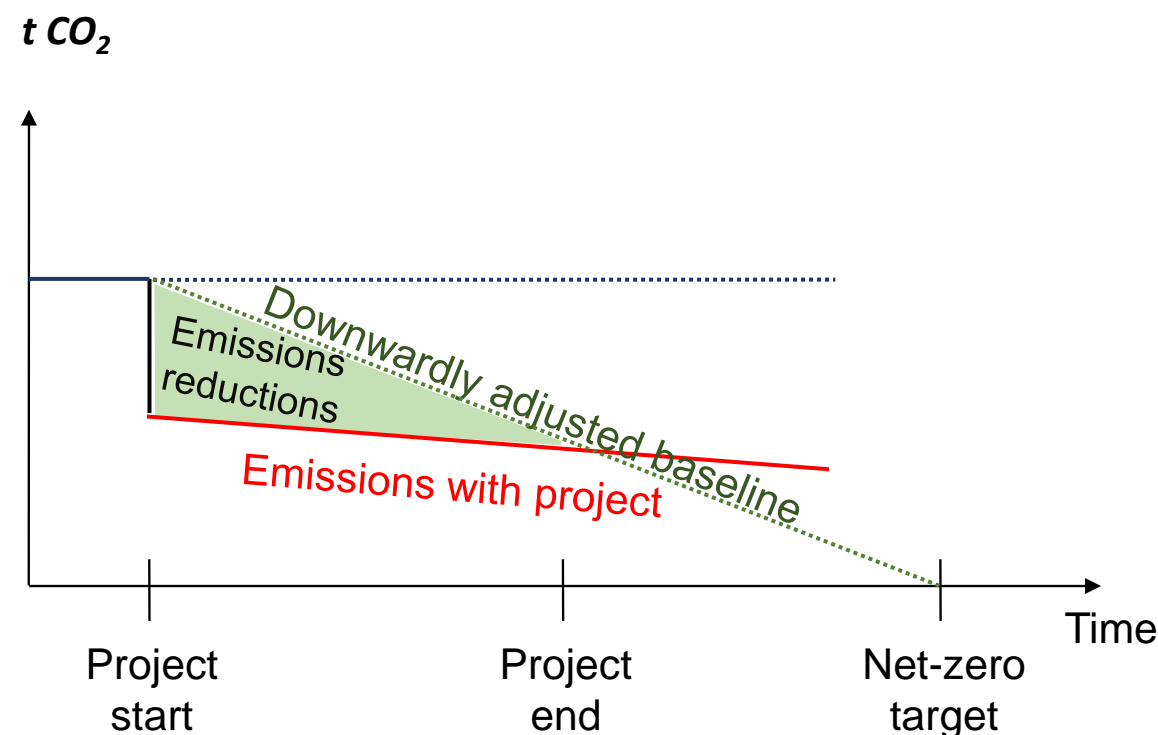 t CO₂
Downwardly adjusted baseline
Emissions
reductions
Emissions with project
Time
Project
start
Project
end
Net-zero
target